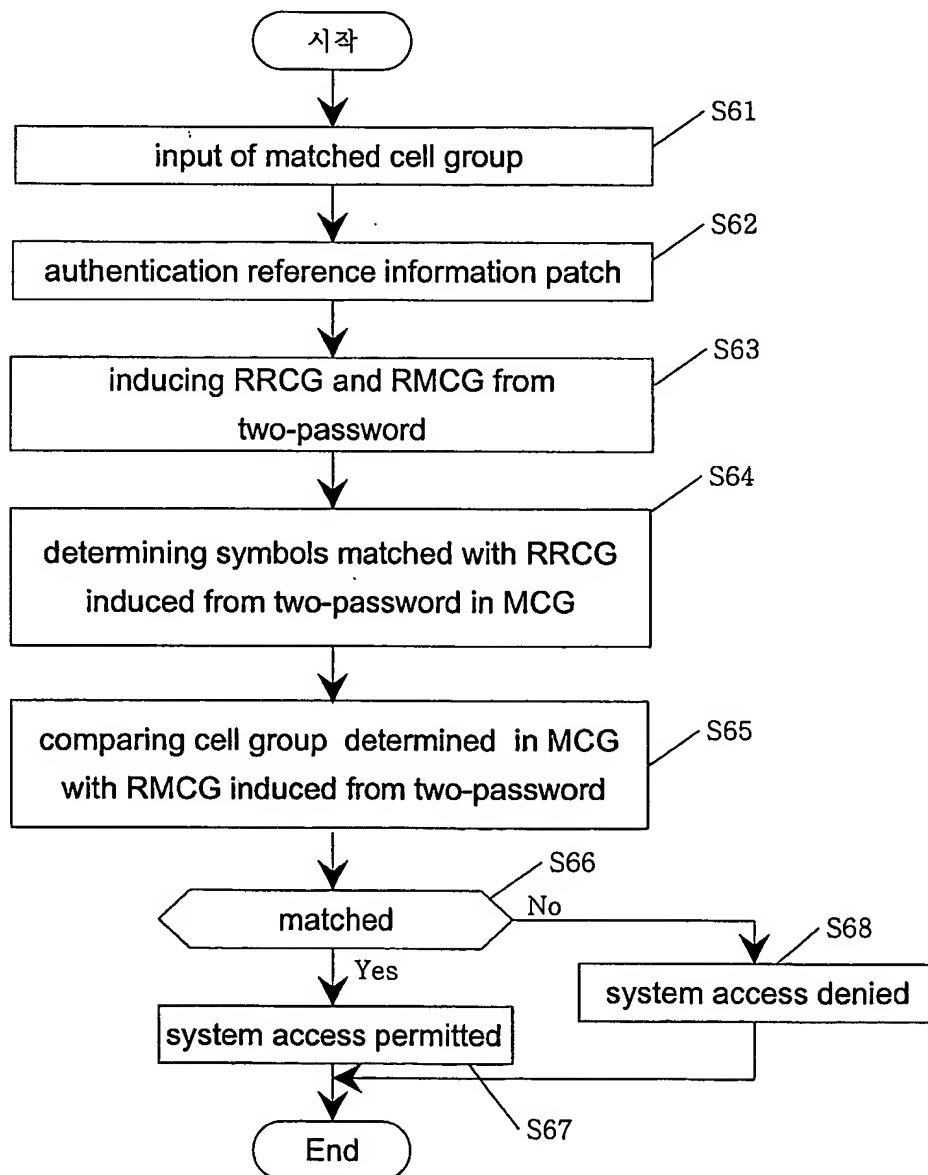 시작
S61
input of matched cell group
S62
authentication reference information patch
S63
inducing RRCG and RMCG from
two-password
S64
determining symbols matched with RRCG
induced from two-password in MCG
comparing cell group determined in MCG
S65
with RMCG induced from two-password
S66
matched
No
S68
Yes
system access denied
system access permitted
S67
End